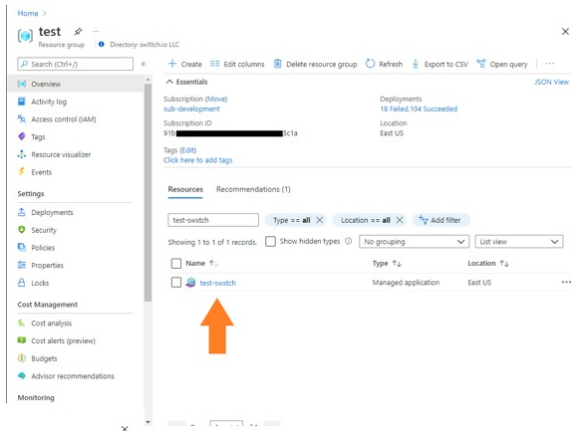 Home >
test
Resource group
Directory: swXtch.io LLC
Search (Ctrl+/)
Create
Edit columns
Delete resource group
Refresh
Export to CSV
Open query
Overview
Activity log
Access control (IAM)
Tags
Resource visualizer
Events
Settings
Deployments
Security
Policies
Properties
Locks
Cost Management
Cost analysis
Cost alerts (preview)
Budgets
Advisor recommendations
Monitoring
Essentials
JSON View
Subscription (Move)
sub-development
Deployments
18 Failed,104 Succeeded
Subscription ID
91b 5c1a
Location
East US
Tags (Edit)
Click here to add tags
Resources Recommendations (1)
test-swxtch
Type == all
Location == all
Add filter
Showing 1 to 1 of 1 records.
Show hidden types
No grouping
List view
Name ↑↓ Type ↑↓ Location ↑↓
test-swxtch Managed application East US